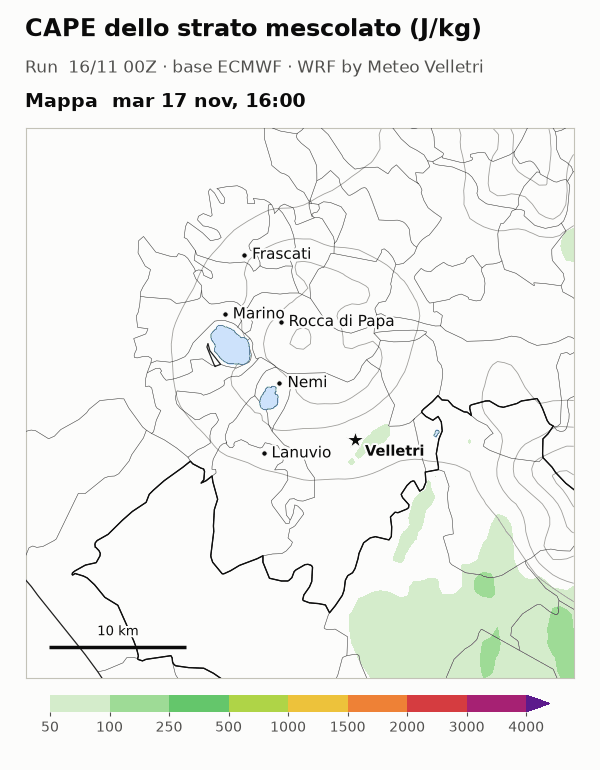 CAPE dello strato mescolato (J/kg)
Run  16/11 00Z · base ECMWF · WRF by Meteo Velletri
Mappa  mar 17 nov, 16:00
Frascati
Marino
Rocca di Papa
Nemi
Velletri
Lanuvio
10 km
50 100 250 500 1000 1500 2000 3000 4000